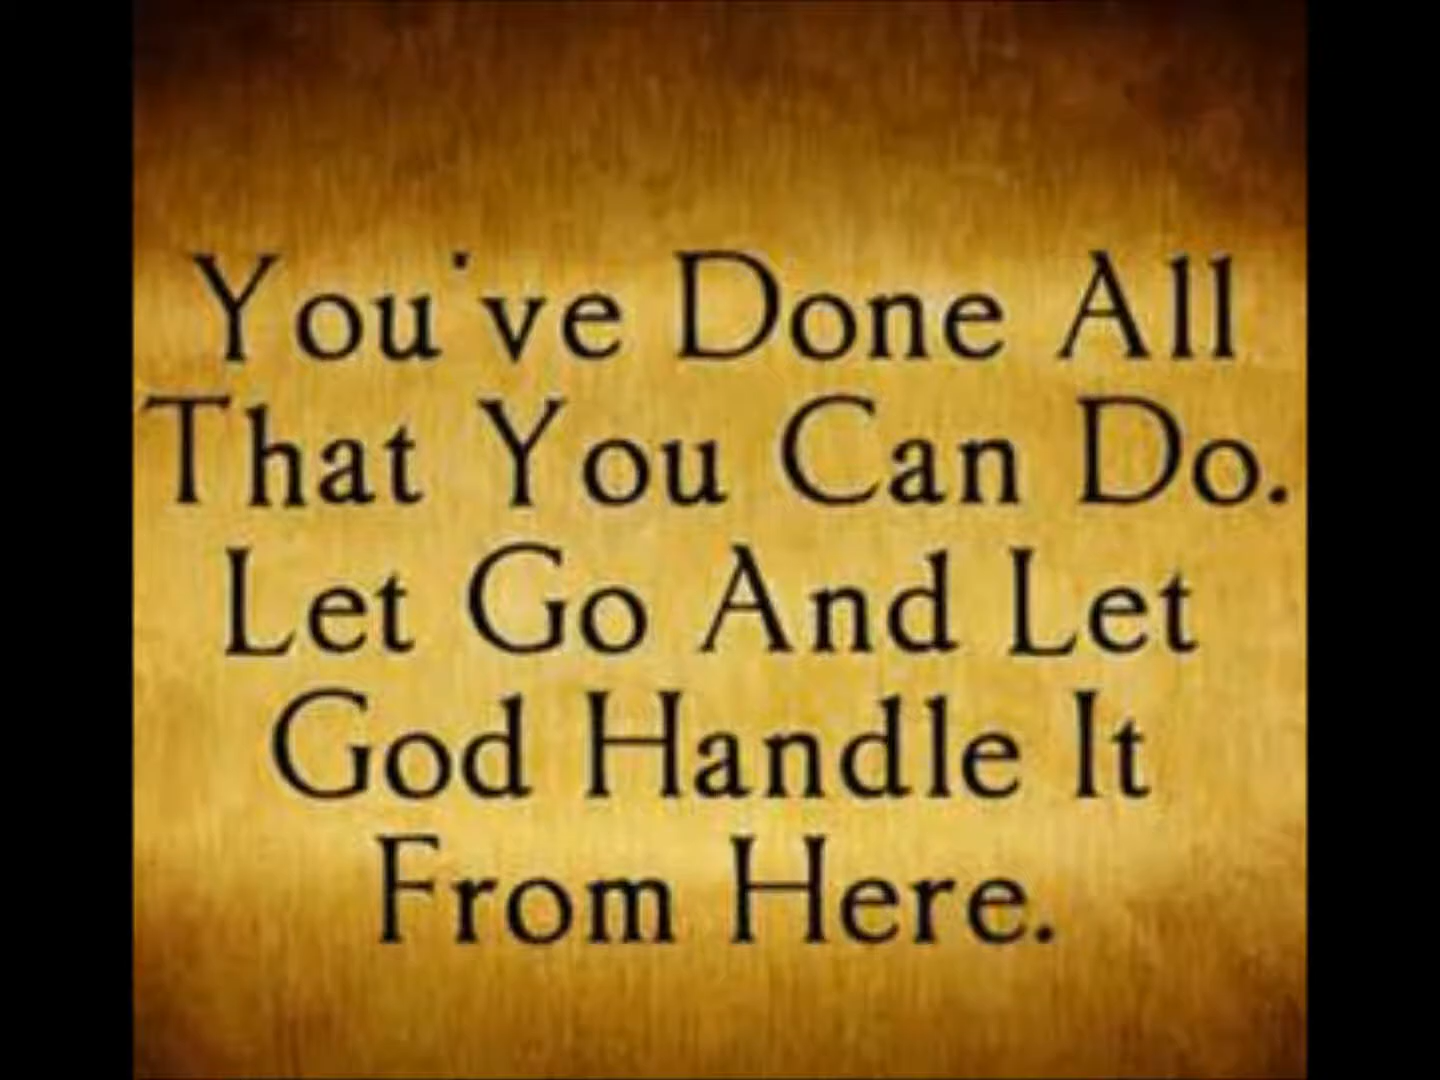 You've Done All
That You Can Do.
Let Go And Let
God Handle It
From Here.